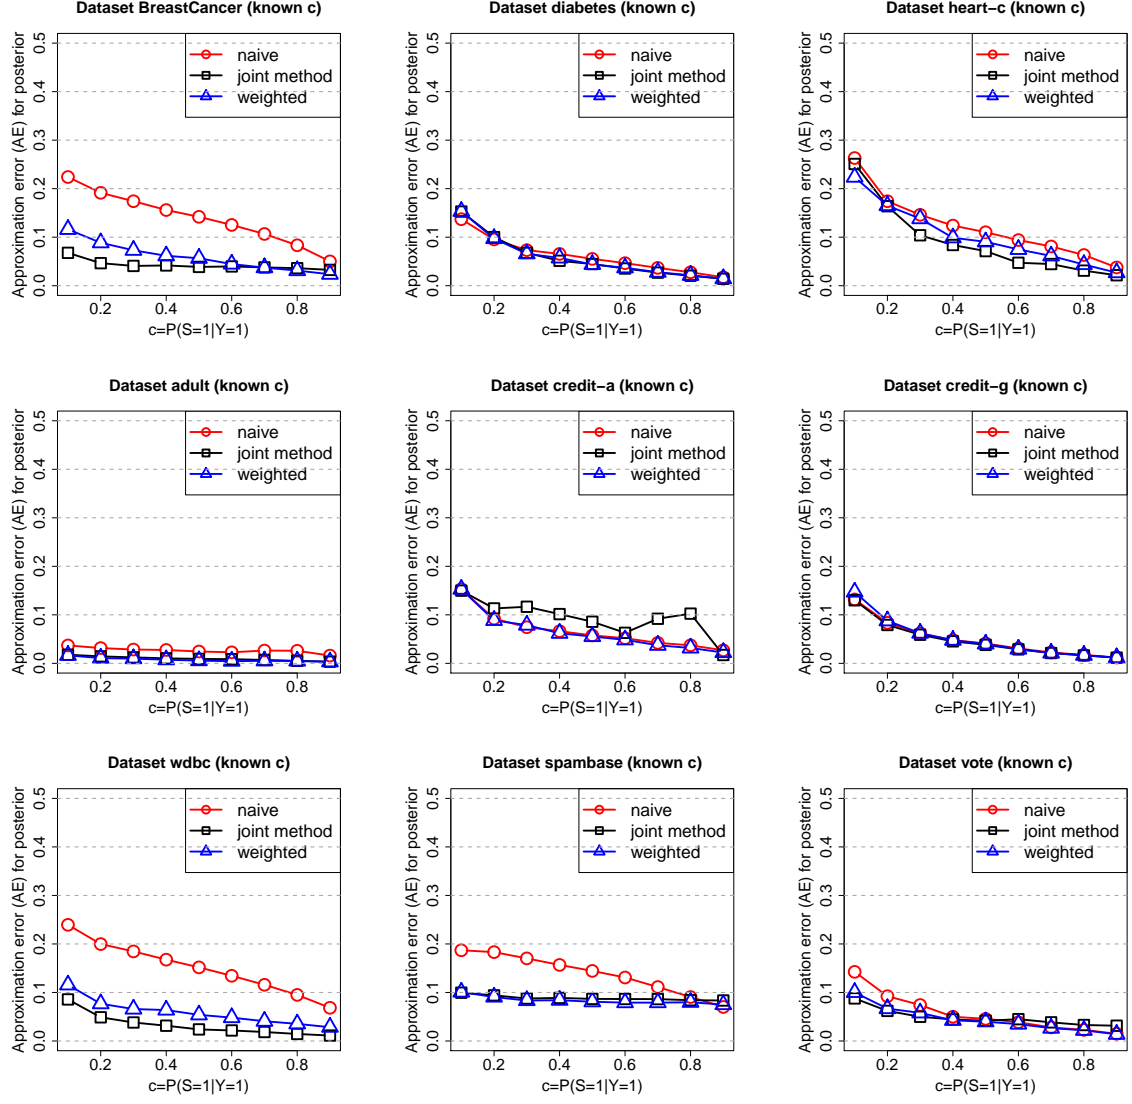 Dataset BreastCancer (known c)
Approximation error (AE) for posterior
0.5
0.4
0.3
0.2
0.1
0.0
naive
joint method
weighted
0.2 0.4 0.6 0.8
c=P(S=1|Y=1)
Dataset diabetes (known c)
Approximation error (AE) for posterior
0.5
0.4
0.3
0.2
0.1
0.0
naive
joint method
weighted
0.2 0.4 0.6 0.8
c=P(S=1|Y=1)
Dataset heart−c (known c)
Approximation error (AE) for posterior
0.5
0.4
0.3
0.2
0.1
0.0
naive
joint method
weighted
0.2 0.4 0.6 0.8
c=P(S=1|Y=1)
Dataset adult (known c)
Approximation error (AE) for posterior
0.5
0.4
0.3
0.2
0.1
0.0
naive
joint method
weighted
0.2 0.4 0.6 0.8
c=P(S=1|Y=1)
Dataset credit−a (known c)
Approximation error (AE) for posterior
0.5
0.4
0.3
0.2
0.1
0.0
naive
joint method
weighted
0.2 0.4 0.6 0.8
c=P(S=1|Y=1)
Dataset credit−g (known c)
Approximation error (AE) for posterior
0.5
0.4
0.3
0.2
0.1
0.0
naive
joint method
weighted
0.2 0.4 0.6 0.8
c=P(S=1|Y=1)
Dataset wdbc (known c)
Approximation error (AE) for posterior
0.5
0.4
0.3
0.2
0.1
0.0
naive
joint method
weighted
0.2 0.4 0.6 0.8
c=P(S=1|Y=1)
Dataset spambase (known c)
Approximation error (AE) for posterior
0.5
0.4
0.3
0.2
0.1
0.0
naive
joint method
weighted
0.2 0.4 0.6 0.8
c=P(S=1|Y=1)
Dataset vote (known c)
Approximation error (AE) for posterior
0.5
0.4
0.3
0.2
0.1
0.0
naive
joint method
weighted
0.2 0.4 0.6 0.8
c=P(S=1|Y=1)